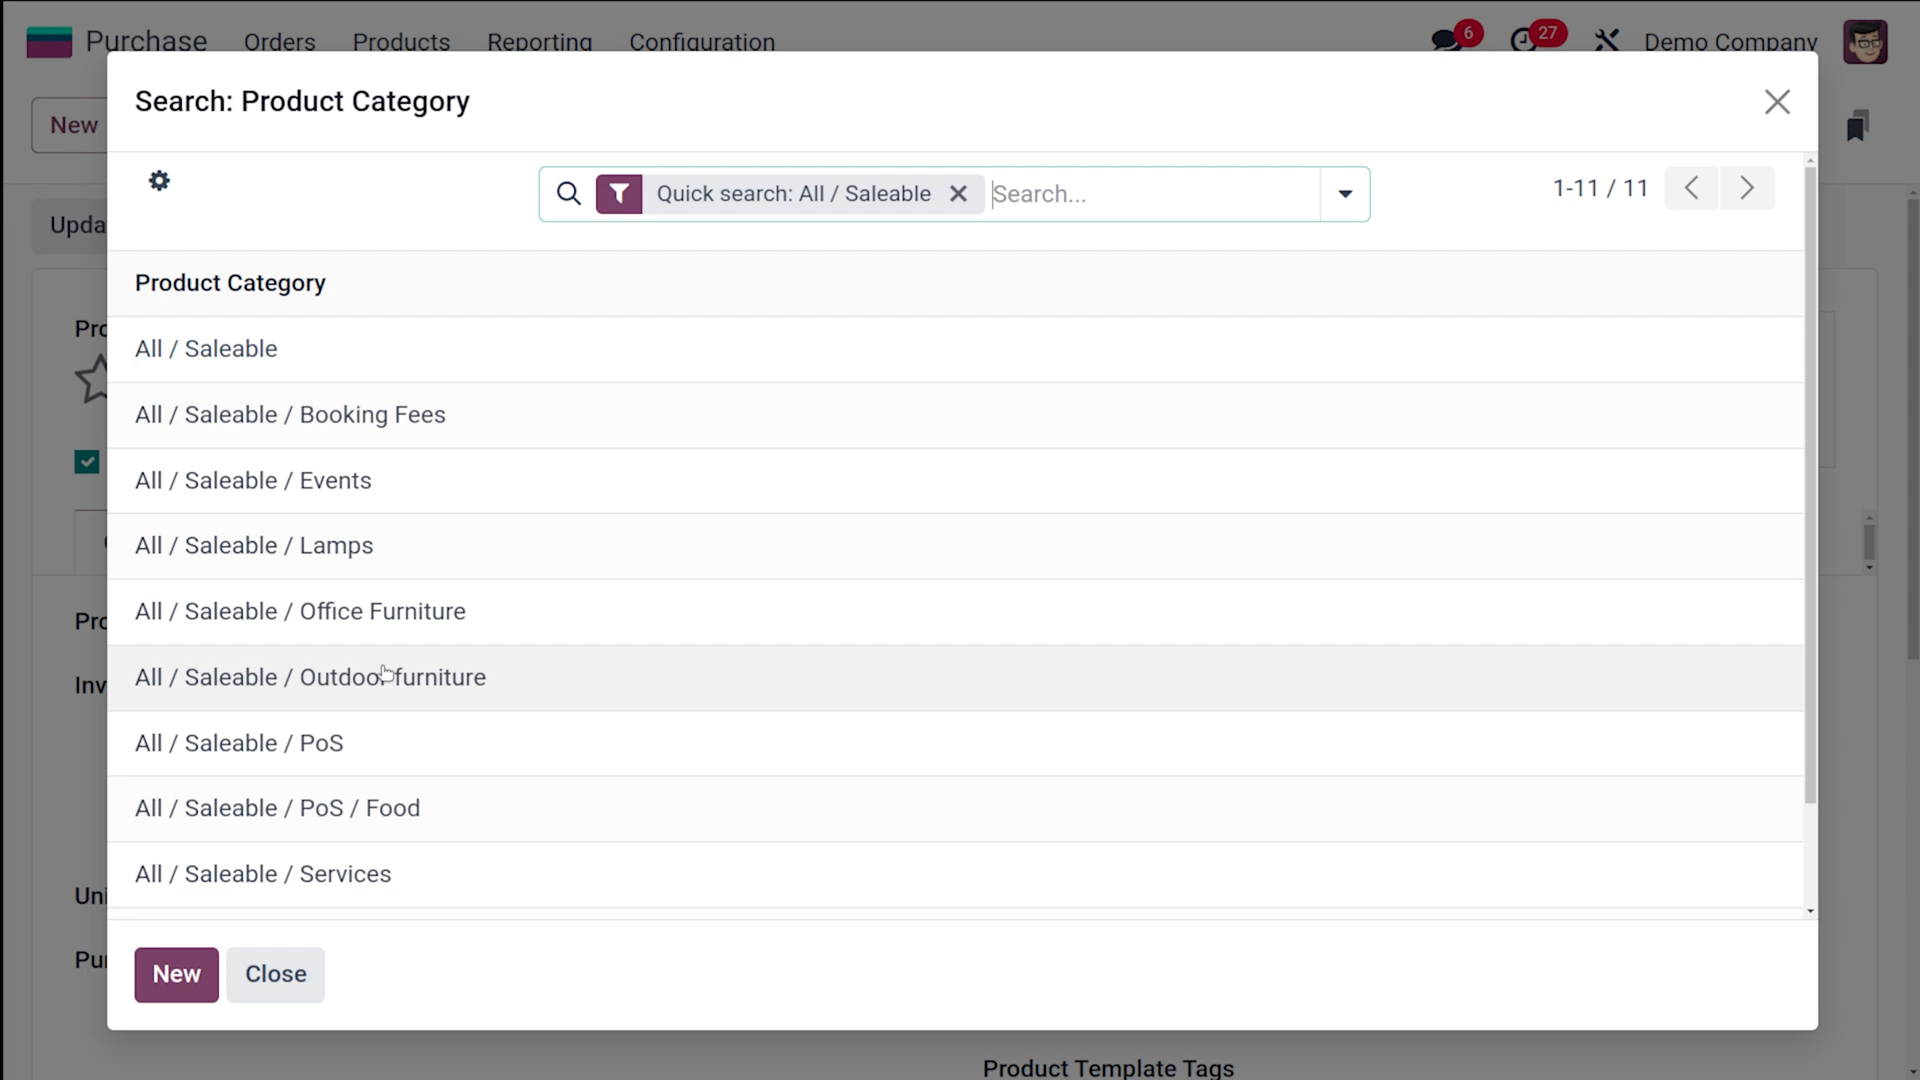 Purchase Orders Products Reporting Configuration 6 27 Demo Company
Search: Product Category
New
Quick search: All / Saleable Search... 1-11 / 11
Upda
Product Category
Pro
All / Saleable
All / Saleable / Booking Fees
All / Saleable / Events
All / Saleable / Lamps
All / Saleable / Office Furniture
Pro
All / Saleable / Outdoor furniture
Inv
All / Saleable / PoS
All / Saleable / PoS / Food
All / Saleable / Services
Uni
Pur
New Close
Product Template Tags